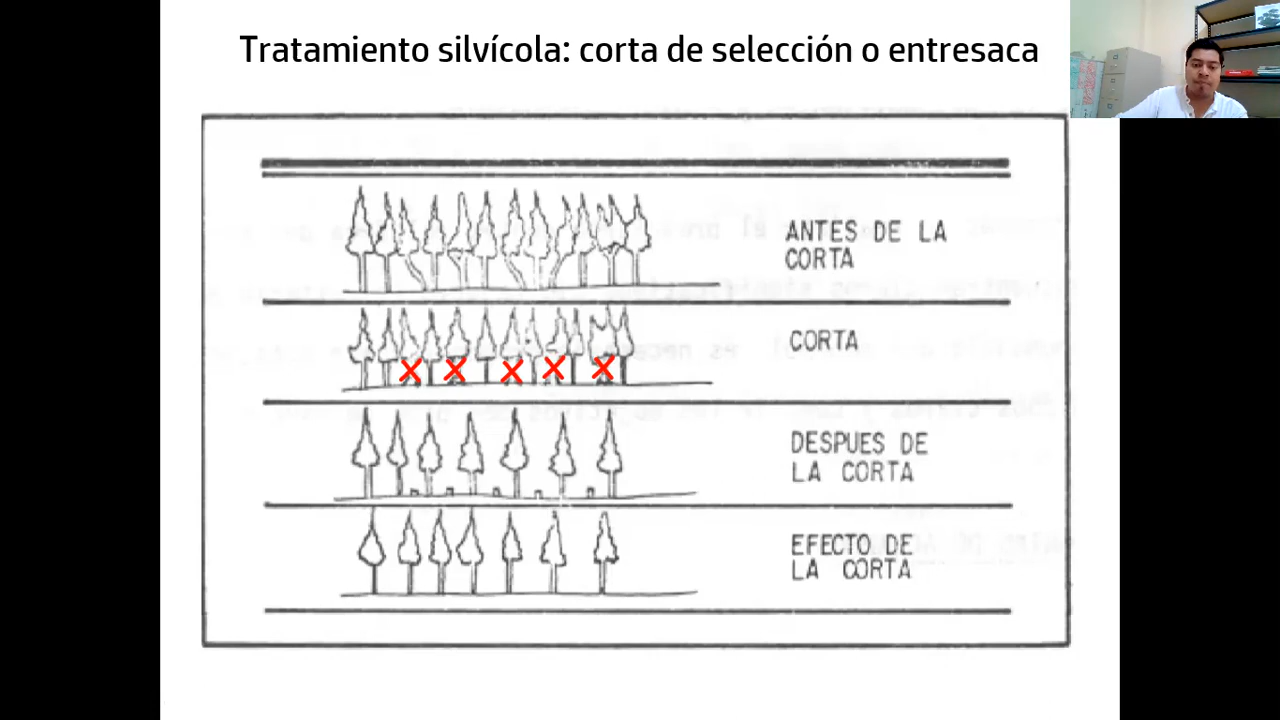 Tratamiento silvícola: corta de selección o entresaca
ANTES DE LA
CORTA
CORTA
DESPUES DE
LA CORTA
EFECTO DE
LA CORTA